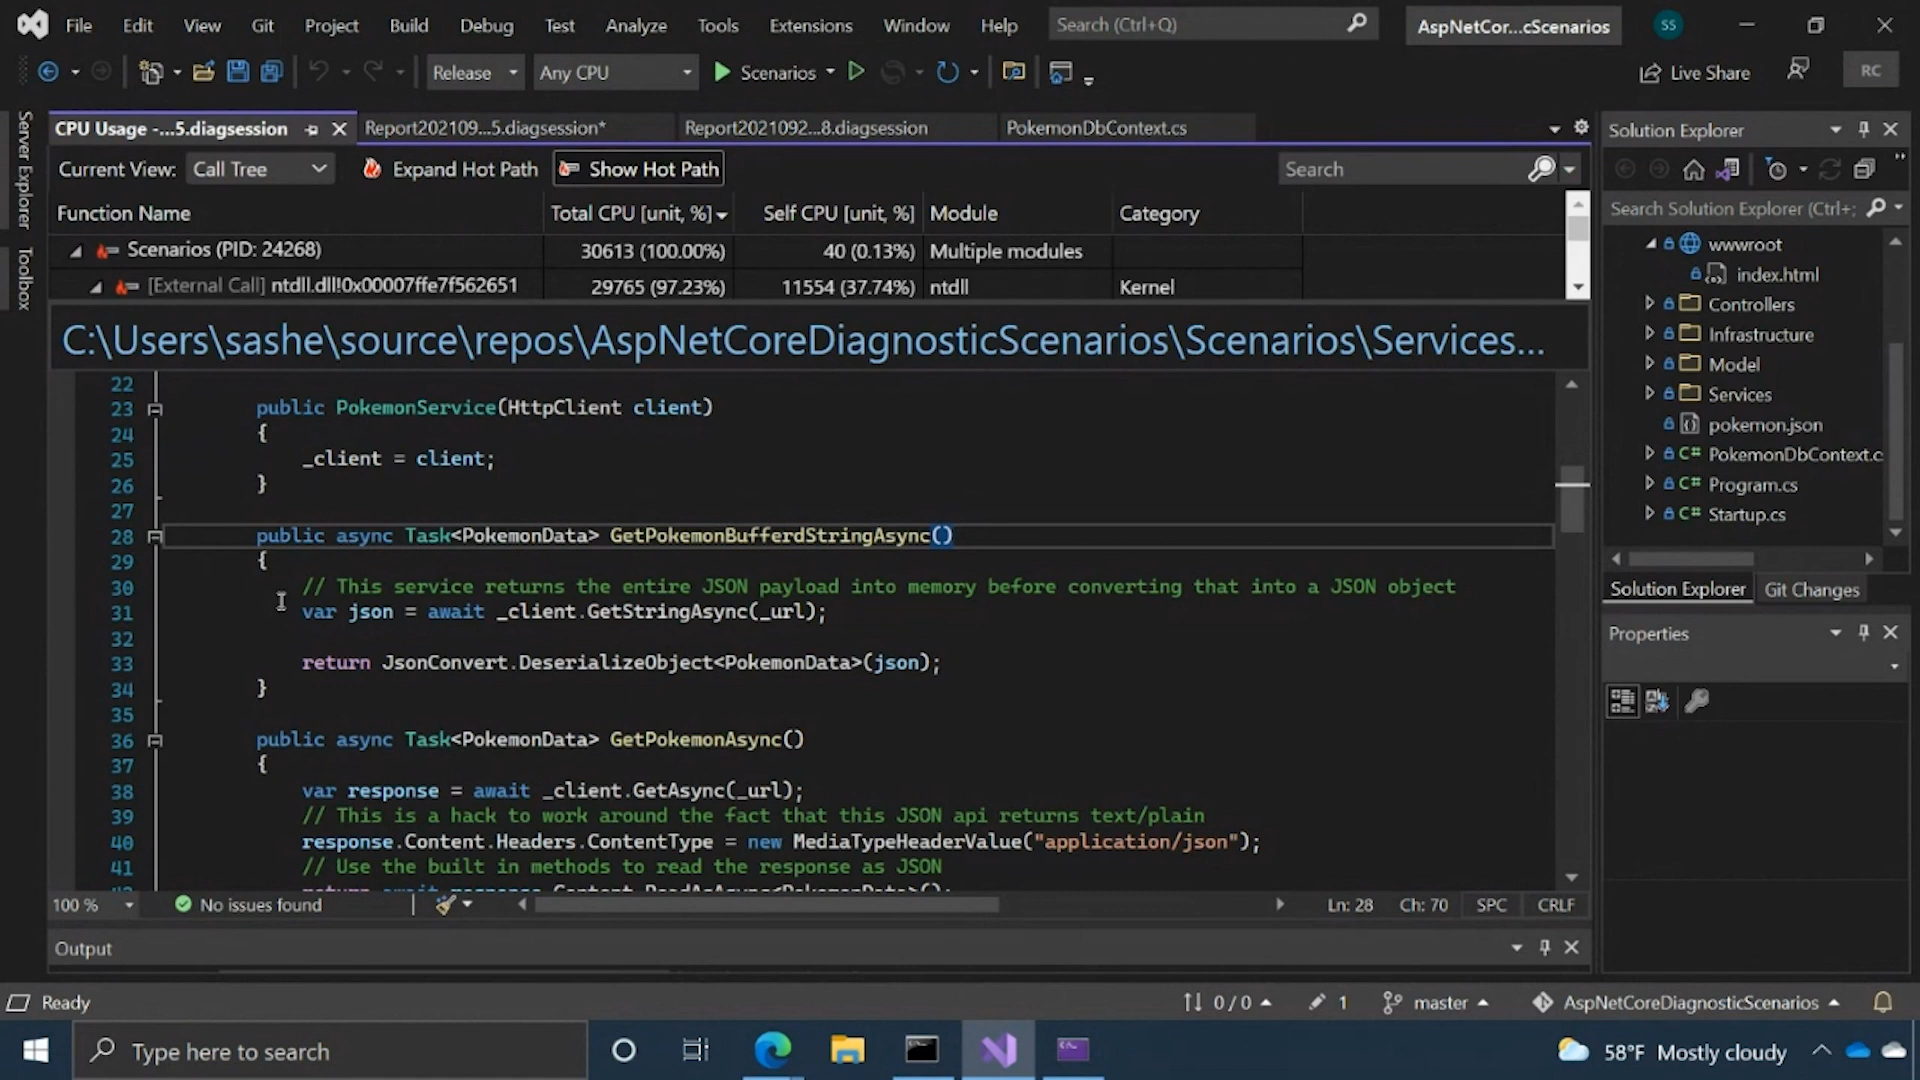 File Edit View Git Project Build Debug Test Analyze Tools Extensions Window Help Search (Ctrl+Q) AspNetCor...cScenarios SS
Release Any CPU Scenarios Live Share RC
Server Explorer
Toolbox
CPU Usage -...5.diagsession Report202109...5.diagsession* Report2021092...8.diagsession PokemonDbContext.cs
Current View: Call Tree Expand Hot Path Show Hot Path Search
Function Name Total CPU [unit, %] Self CPU [unit, %] Module Category
Scenarios (PID: 24268) 30613 (100.00%) 40 (0.13%) Multiple modules
[External Call] ntdll.dll!0x00007ffe7f562651 29765 (97.23%) 11554 (37.74%) ntdll Kernel
C:\Users\sashe\source\repos\AspNetCoreDiagnosticScenarios\Scenarios\Services...
22
23 public PokemonService(HttpClient client)
24 {
25 _client = client;
26 }
27
28 public async Task<PokemonData> GetPokemonBufferdStringAsync()
29 {
30 // This service returns the entire JSON payload into memory before converting that into a JSON object
31 var json = await _client.GetStringAsync(_url);
32
33 return JsonConvert.DeserializeObject<PokemonData>(json);
34 }
35
36 public async Task<PokemonData> GetPokemonAsync()
37 {
38 var response = await _client.GetAsync(_url);
39 // This is a hack to work around the fact that this JSON api returns text/plain
40 response.Content.Headers.ContentType = new MediaTypeHeaderValue("application/json");
41 // Use the built in methods to read the response as JSON
100 % No issues found Ln: 28 Ch: 70 SPC CRLF
Output
Solution Explorer
Search Solution Explorer (Ctrl+;
wwwroot
index.html
Controllers
Infrastructure
Model
Services
pokemon.json
PokemonDbContext.c
Program.cs
Startup.cs
Solution Explorer Git Changes
Properties
Ready 0 / 0 1 master AspNetCoreDiagnosticScenarios
Type here to search 58°F Mostly cloudy